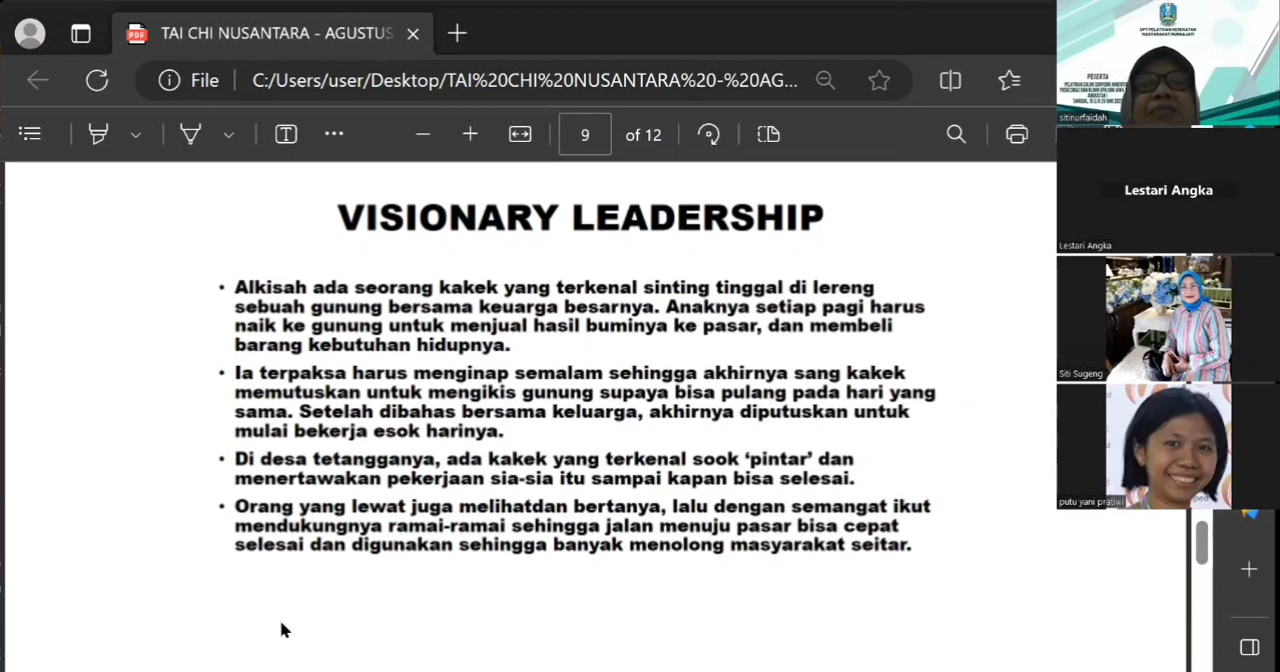 TAI CHI NUSANTARA - AGUSTUS
File
C:/Users/user/Desktop/TAI%20CHI%20NUSANTARA%20-%20AG...
9 of 12
VISIONARY LEADERSHIP
• Alkisah ada seorang kakek yang terkenal sinting tinggal di lereng
sebuah gunung bersama keuarga besarnya. Anaknya setiap pagi harus
naik ke gunung untuk menjual hasil buminya ke pasar, dan membeli
barang kebutuhan hidupnya.
• Ia terpaksa harus menginap semalam sehingga akhirnya sang kakek
memutuskan untuk mengikis gunung supaya bisa pulang pada hari yang
sama. Setelah dibahas bersama keluarga, akhirnya diputuskan untuk
mulai bekerja esok harinya.
• Di desa tetangganya, ada kakek yang terkenal sook ‘pintar’ dan
menertawakan pekerjaan sia-sia itu sampai kapan bisa selesai.
• Orang yang lewat juga melihatdan bertanya, lalu dengan semangat ikut
mendukungnya ramai-ramai sehingga jalan menuju pasar bisa cepat
selesai dan digunakan sehingga banyak menolong masyarakat seitar.
UPT PELATIHAN KESEHATAN
MASYARAKAT MURNAJATI
PESERTA
sitinurfaidah
Lestari Angka
Lestari Angka
Siti Sugeng
putu yani pratiwi